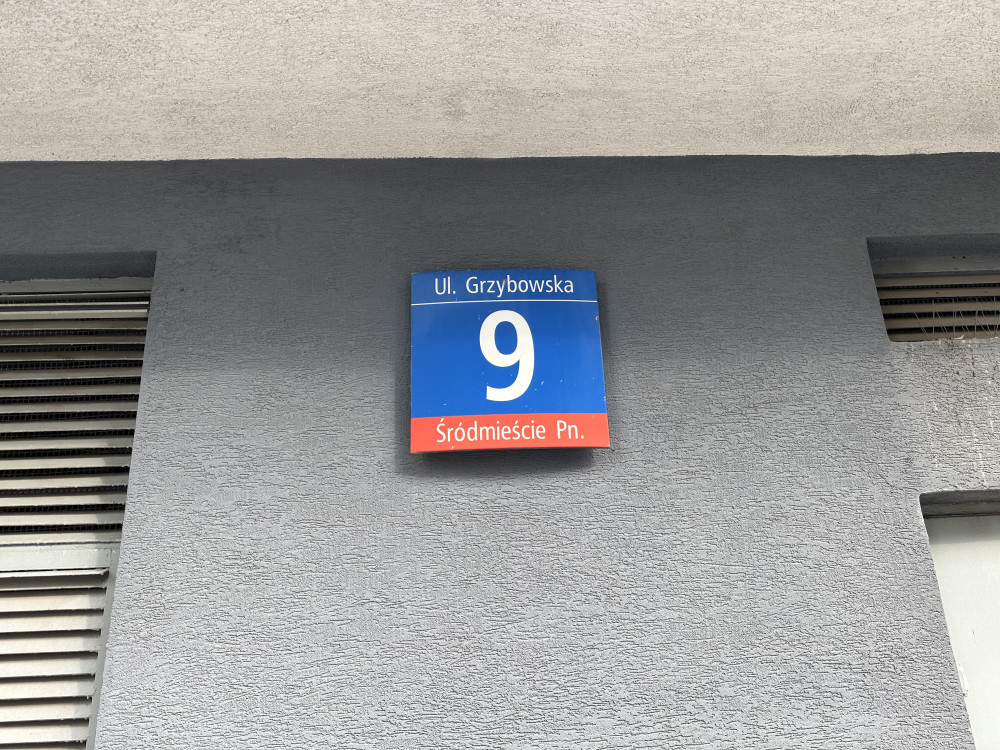 Ul. Grzybowska
9
Śródmieście Pn.